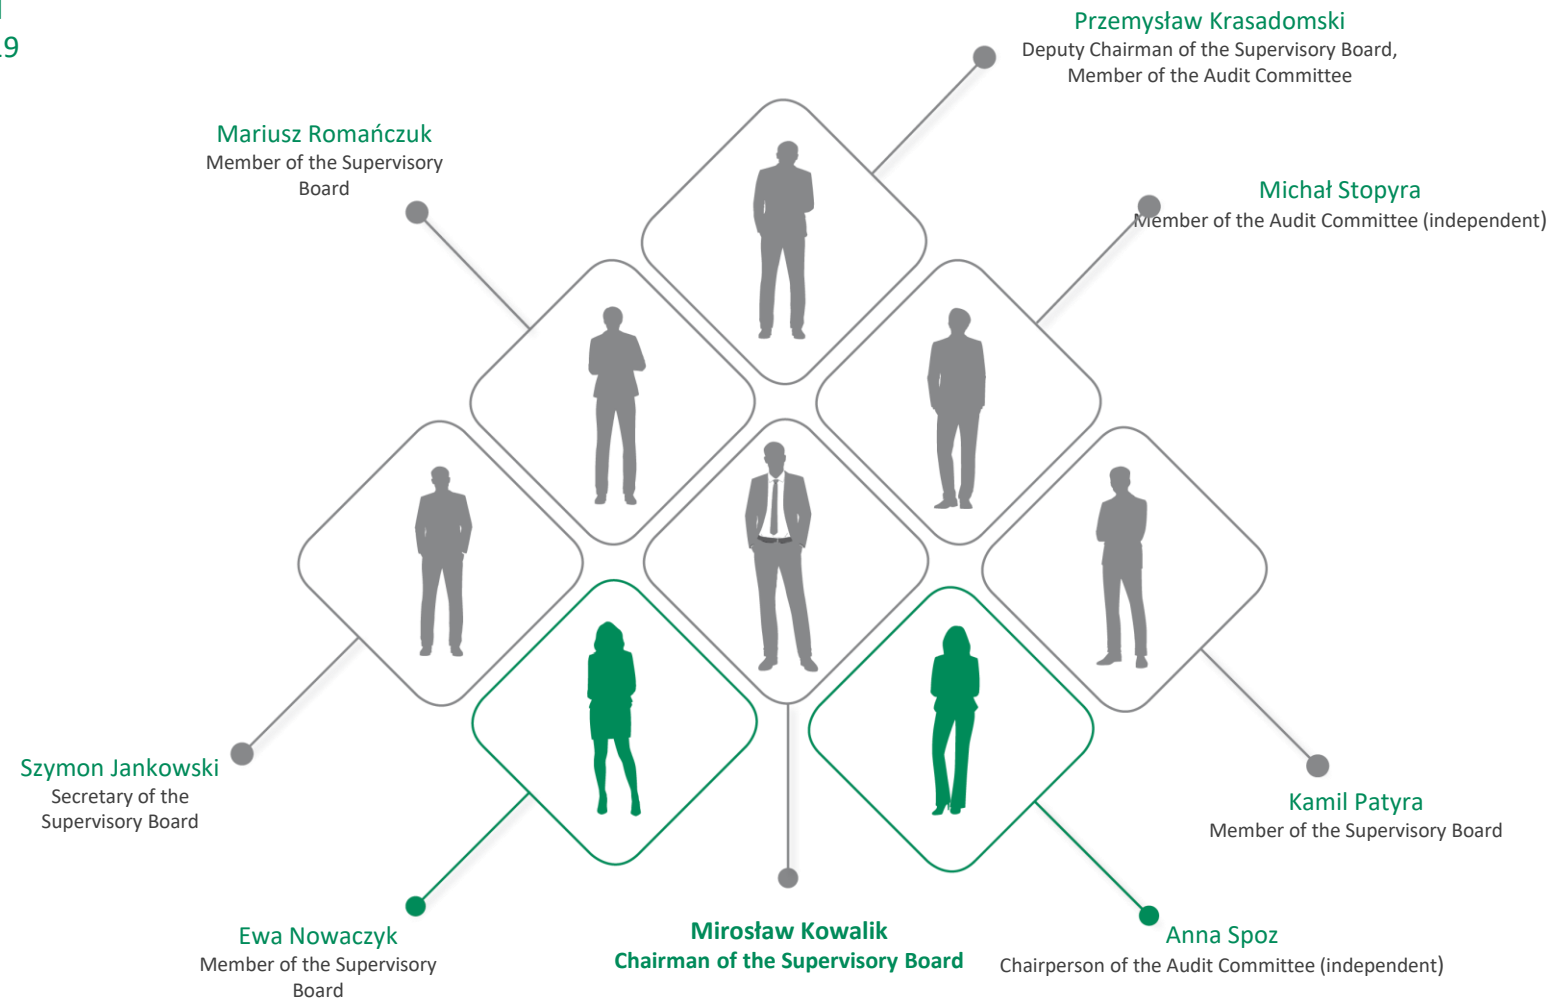 19
Przemysław Krasadomski
Deputy Chairman of the Supervisory Board,
Member of the Audit Committee
Mariusz Romańczuk
Member of the Supervisory
Board
Michał Stopyra
Member of the Audit Committee (independent)
Szymon Jankowski
Secretary of the
Supervisory Board
Kamil Patyra
Member of the Supervisory Board
Ewa Nowaczyk
Member of the Supervisory
Board
Mirosław Kowalik
Chairman of the Supervisory Board
Anna Spoz
Chairperson of the Audit Committee (independent)